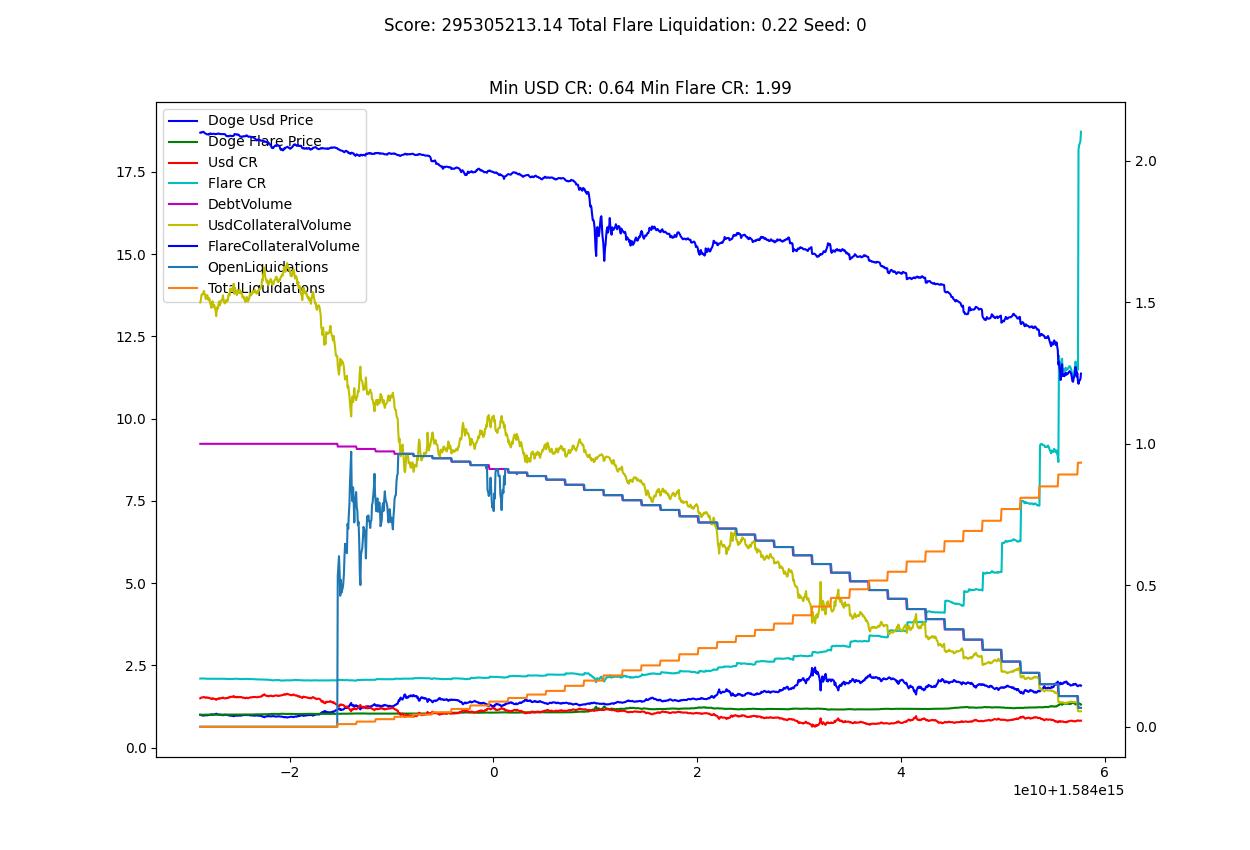 Score: 295305213.14 Total Flare Liquidation: 0.22 Seed: 0
Min USD CR: 0.64 Min Flare CR: 1.99
Doge Usd Price
Doge Flare Price
Usd CR
Flare CR
DebtVolume
UsdCollateralVolume
FlareCollateralVolume
OpenLiquidations
TotalLiquidations
17.5
15.0
12.5
10.0
7.5
5.0
2.5
0.0
2.0
1.5
1.0
0.5
0.0
−2
0
2
4
6
1e10+1.584e15